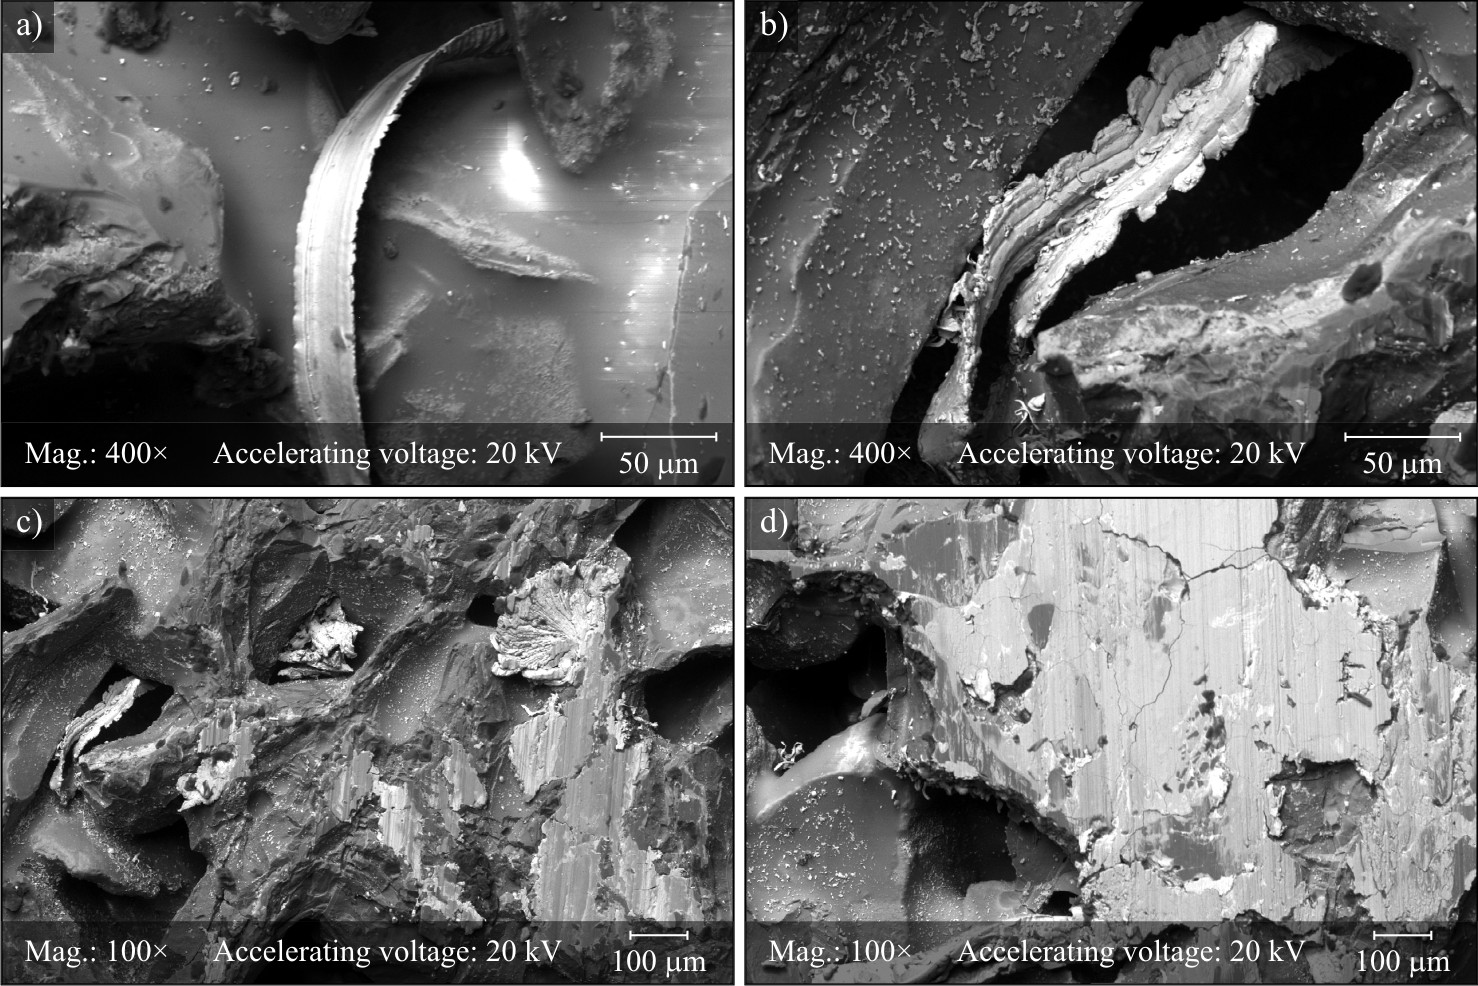 a)
Mag.: 400× Accelerating voltage: 20 kV 50 µm
b)
Mag.: 400× Accelerating voltage: 20 kV 50 µm
c)
Mag.: 100× Accelerating voltage: 20 kV 100 µm
d)
Mag.: 100× Accelerating voltage: 20 kV 100 µm